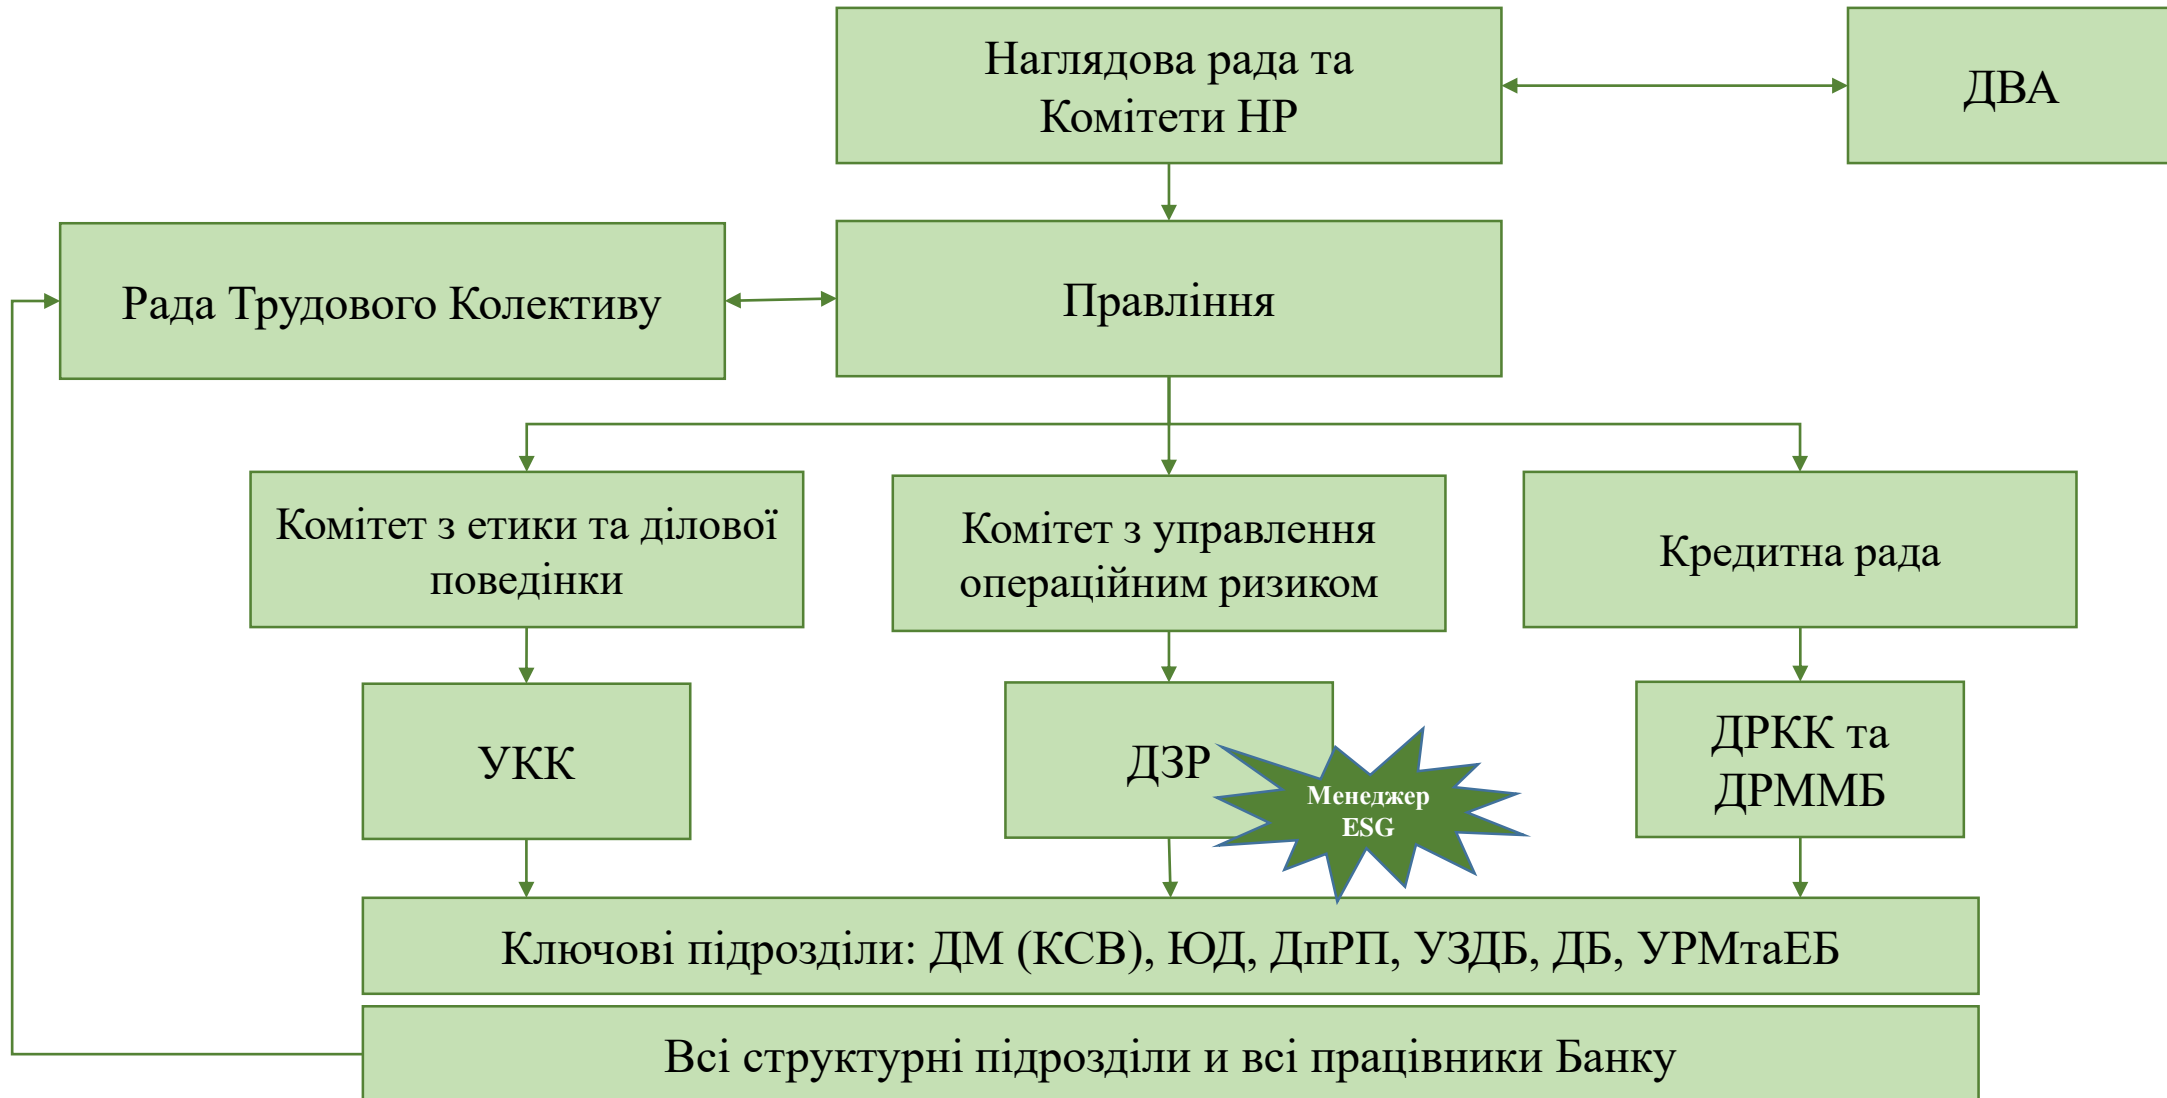 Наглядова рада та
Комітети НР
ДВА
Рада Трудового Колективу
Правління
Комітет з етики та ділової
поведінки
Комітет з управління
операційним ризиком
Кредитна рада
УКК
ДЗР
Менеджер
ESG
ДРКК та
ДРММБ
Ключові підрозділи: ДМ (КСВ), ЮД, ДпРП, УЗДБ, ДБ, УРМтаЕБ
Всі структурні підрозділи и всі працівники Банку